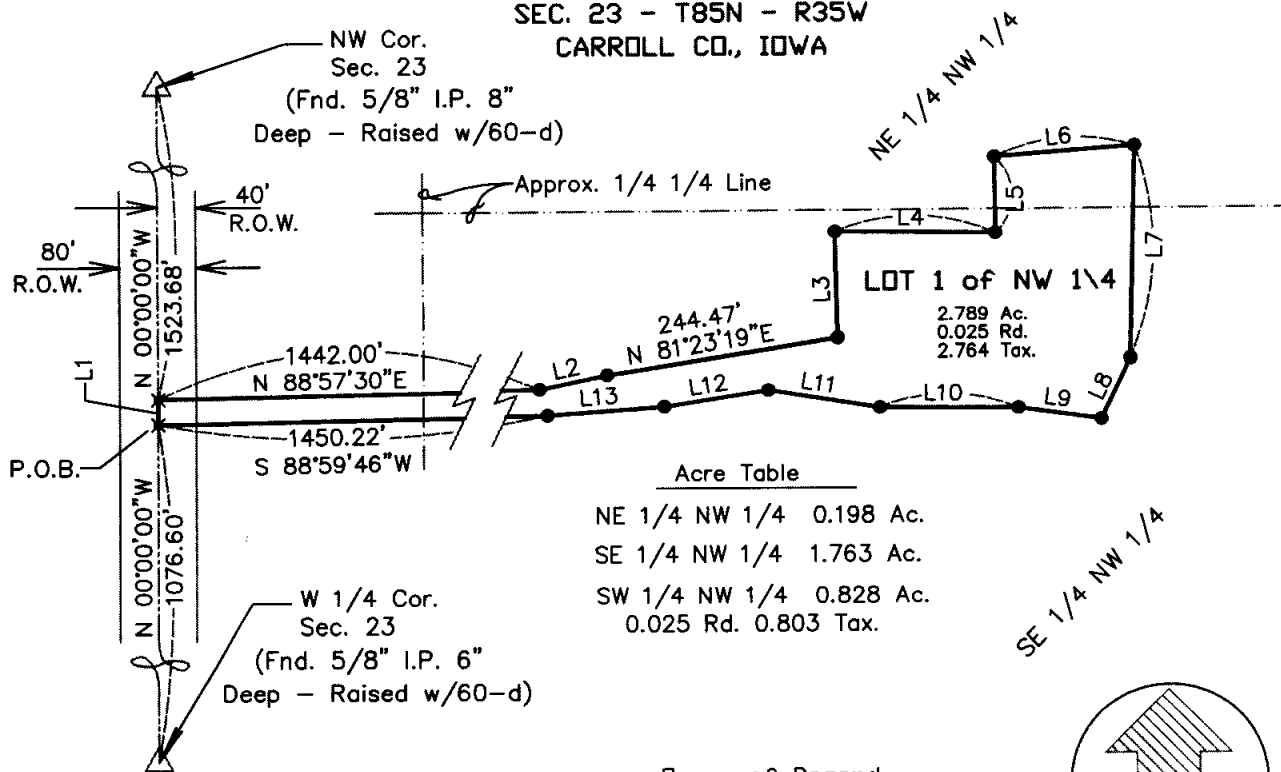 SEC. 23 - T85N - R35W
CARROLL CO., IOWA
NW Cor.
Sec. 23
(Fnd. 5/8" I.P. 8"
Deep - Raised w/60-d)
NE 1/4 NW 1/4
L6
40'
R.O.W.
Approx. 1/4 1/4 Line
L5
L4
80'
R.O.W.
N 00°00'00"W
1523.68'
L7
L3
LOT 1 of NW 1\4
2.789 Ac.
0.025 Rd.
2.764 Tax.
244.47'
N 81°23'19"E
L1
1442.00'
N 88°57'30"E
L2
L13
L12
L11
L10
L9
L8
P.O.B.
1450.22'
S 88°59'46"W
N 00°00'00"W
1076.60'
Acre Table
NE 1/4 NW 1/4 0.198 Ac.
SE 1/4 NW 1/4 1.763 Ac.
SW 1/4 NW 1/4 0.828 Ac.
0.025 Rd. 0.803 Tax.
SE 1/4 NW 1/4
W 1/4 Cor.
Sec. 23
(Fnd. 5/8" I.P. 6"
Deep - Raised w/60-d)